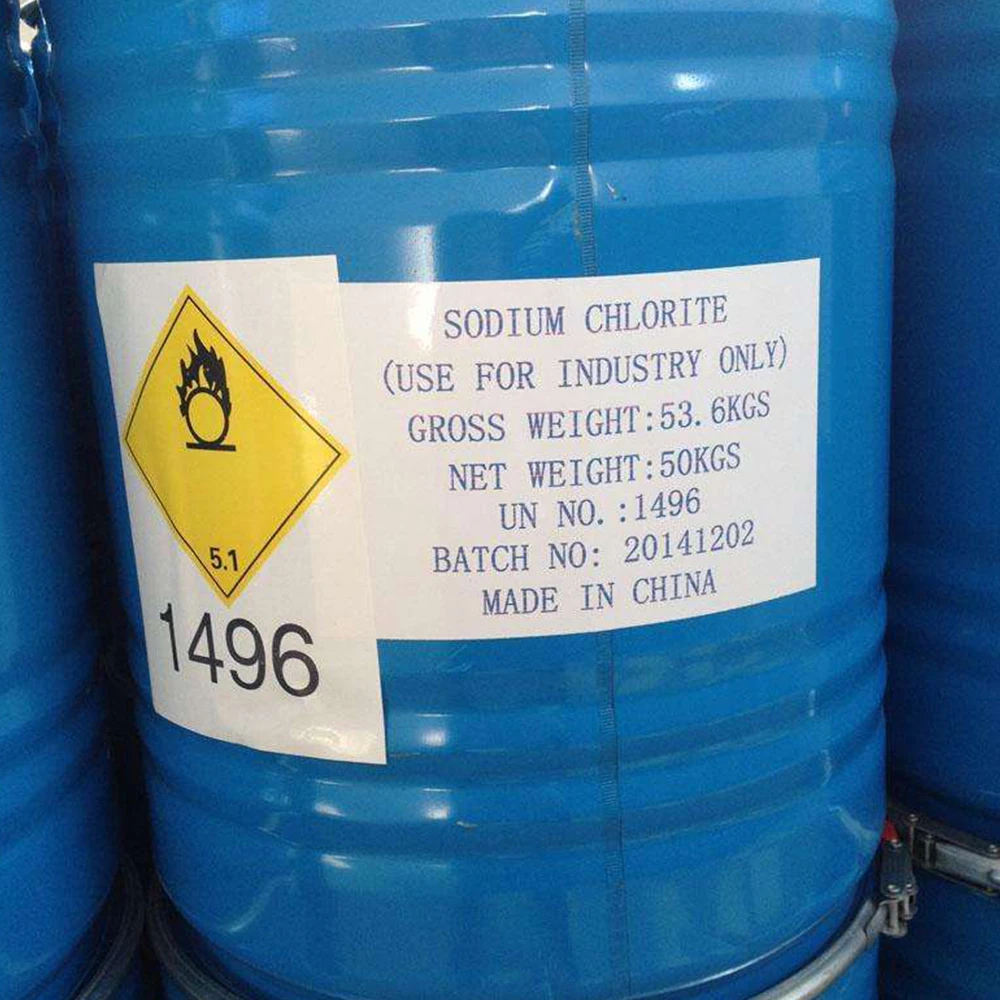 5.1
1496
SODIUM CHLORITE
(USE FOR INDUSTRY ONLY)
GROSS WEIGHT:53.6KGS
NET WEIGHT:50KGS
UN NO.:1496
BATCH NO: 20141202
MADE IN CHINA